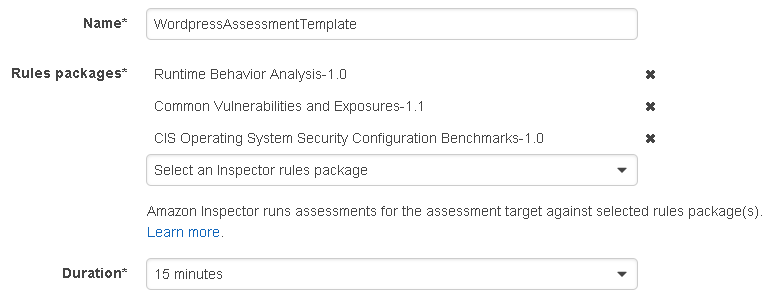 Name* WordpressAssessmentTemplate
Rules packages* Runtime Behavior Analysis-1.0
Common Vulnerabilities and Exposures-1.1
CIS Operating System Security Configuration Benchmarks-1.0
Select an Inspector rules package
Amazon Inspector runs assessments for the assessment target against selected rules package(s).
Learn more.
Duration* 15 minutes